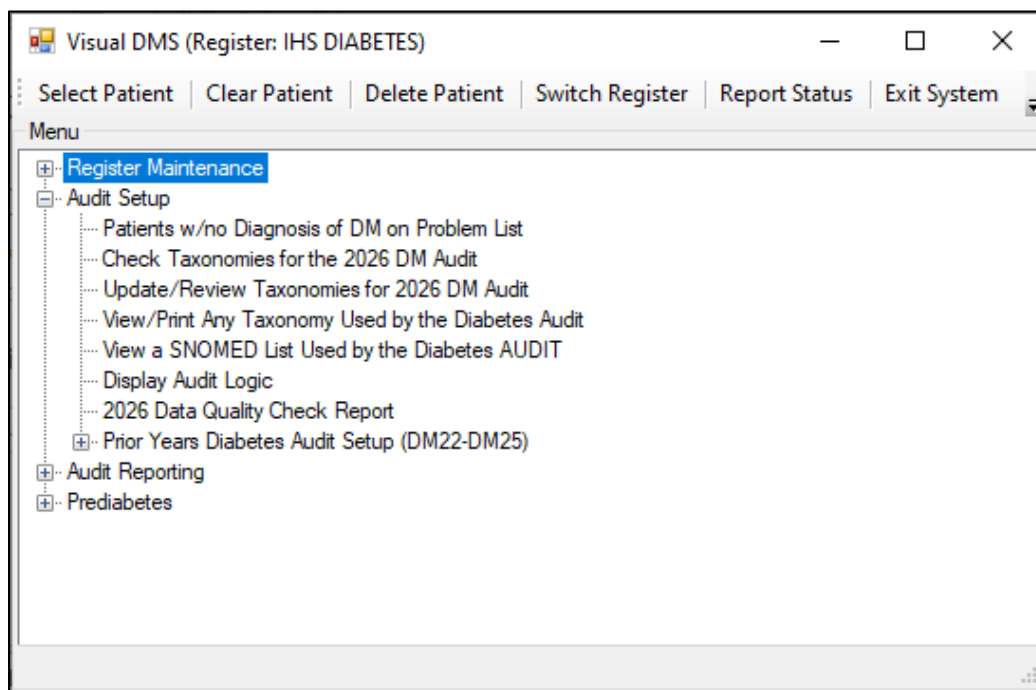 Visual DMS (Register: IHS DIABETES)
Select Patient Clear Patient Delete Patient Switch Register Report Status Exit System
Menu
Register Maintenance
Audit Setup
Patients w/no Diagnosis of DM on Problem List
Check Taxonomies for the 2026 DM Audit
Update/Review Taxonomies for 2026 DM Audit
View/Print Any Taxonomy Used by the Diabetes Audit
View a SNOMED List Used by the Diabetes AUDIT
Display Audit Logic
2026 Data Quality Check Report
Prior Years Diabetes Audit Setup (DM22-DM25)
Audit Reporting
Prediabetes